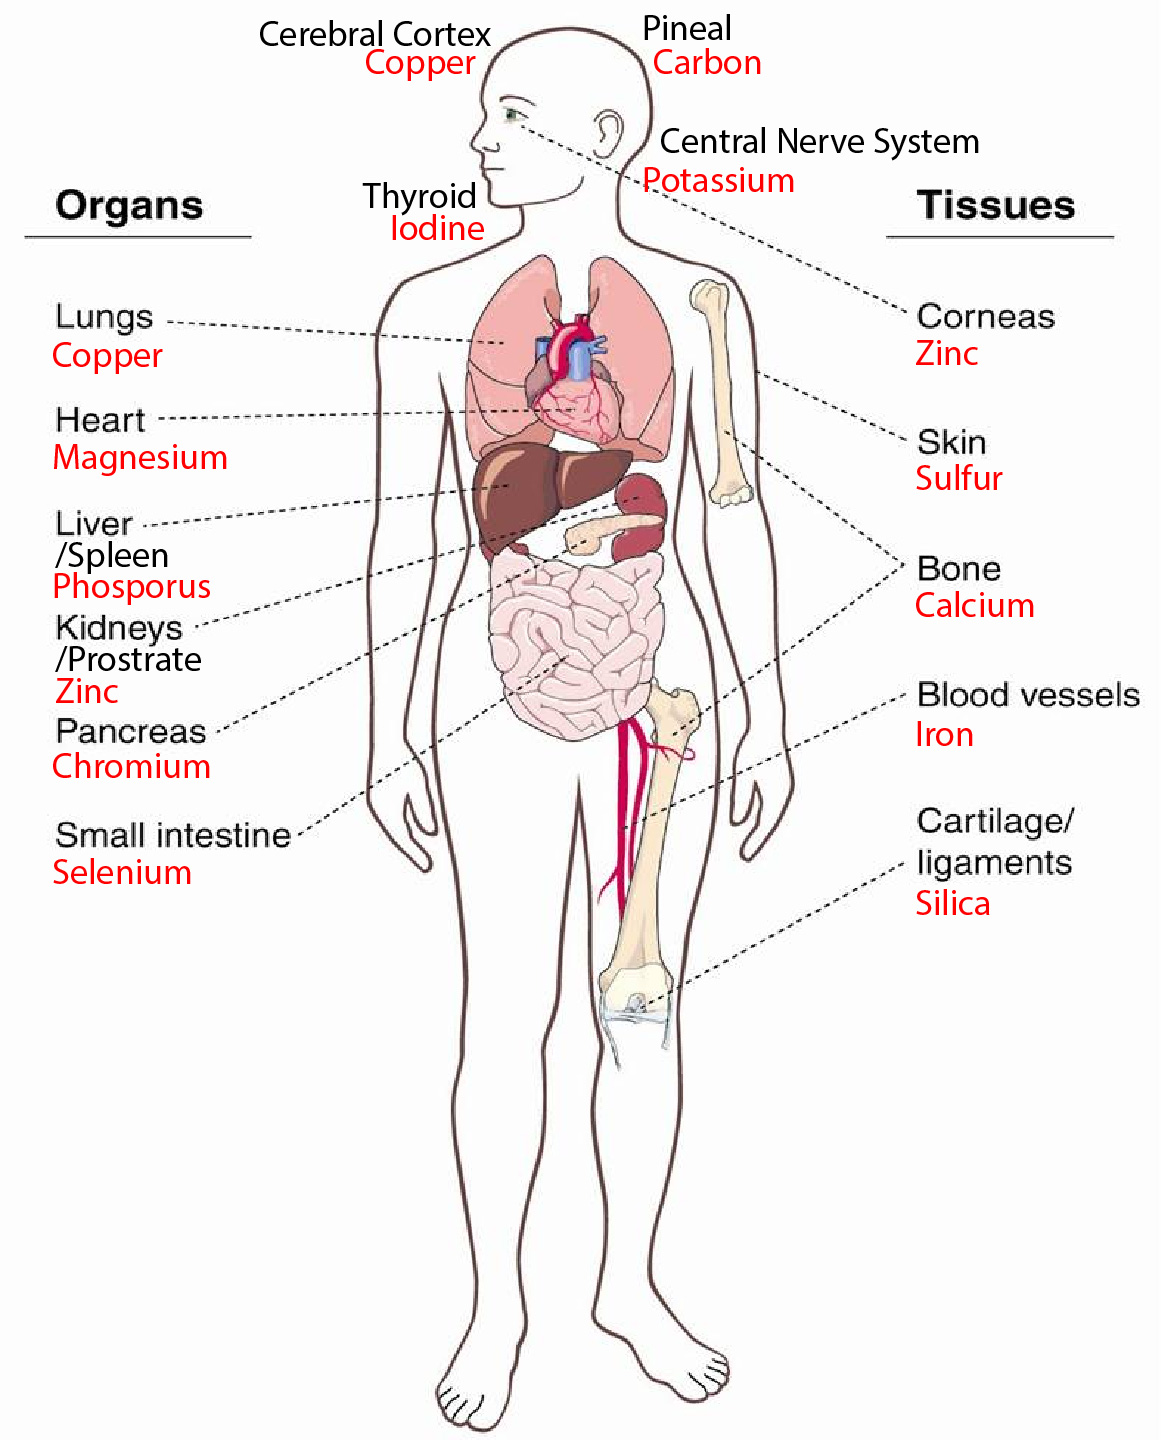 Cerebral Cortex
Copper
Pineal
Carbon
Central Nerve System
Potassium
Thyroid
Iodine
Organs
Lungs
Copper
Heart
Magnesium
Liver
/Spleen
Phosporus
Kidneys
/Prostrate
Zinc
Pancreas
Chromium
Small intestine
Selenium
Tissues
Corneas
Zinc
Skin
Sulfur
Bone
Calcium
Blood vessels
Iron
Cartilage/
ligaments
Silica